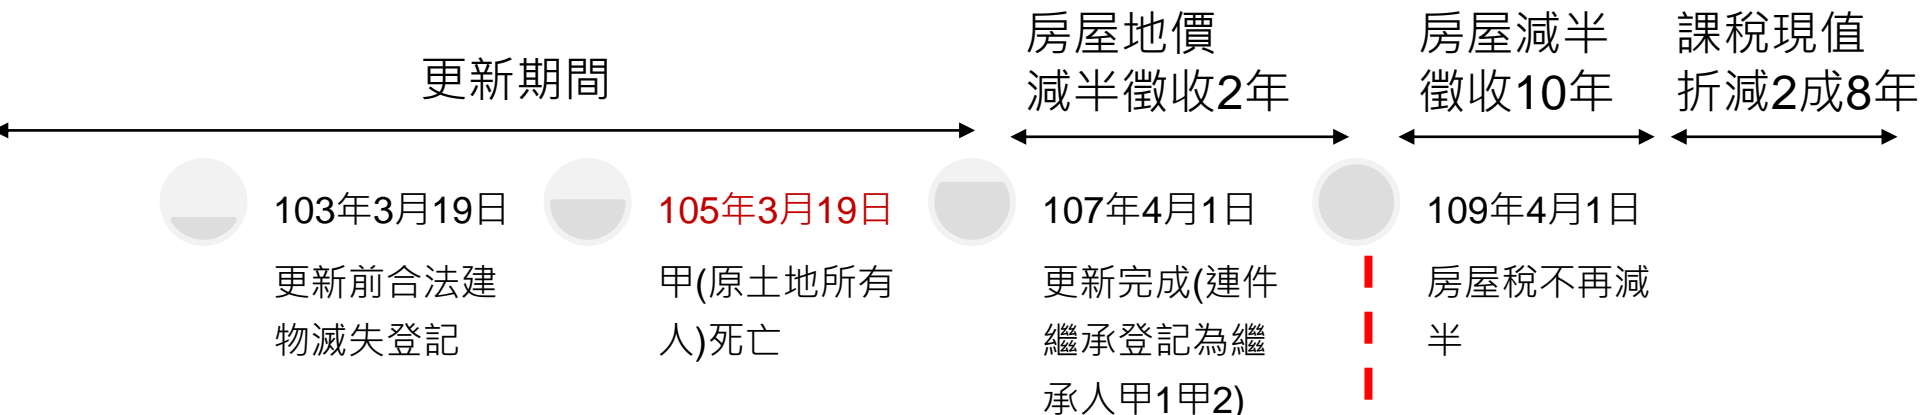 更新期間
房屋地價
減半徵收2年
房屋減半
徵收10年
課稅現值
折減2成8年
103年3月19日
更新前合法建
物滅失登記
105年3月19日
甲(原土地所有
人)死亡
107年4月1日
更新完成(連件
繼承登記為繼
承人甲1甲2)
109年4月1日
房屋稅不再減
半